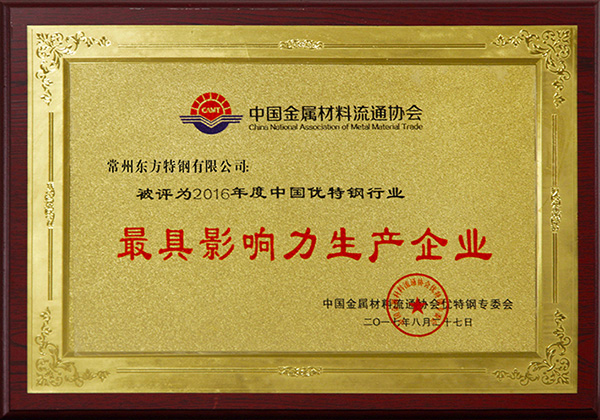 CAMT
中国金属材料流通协会
China National Association of Metal Material Trade
常州东方特钢有限公司:
被评为2016年度中国优特钢行业
最具影响力生产企业
中国金属材料流通协会优特钢专委会
二〇一七年八月二十七日